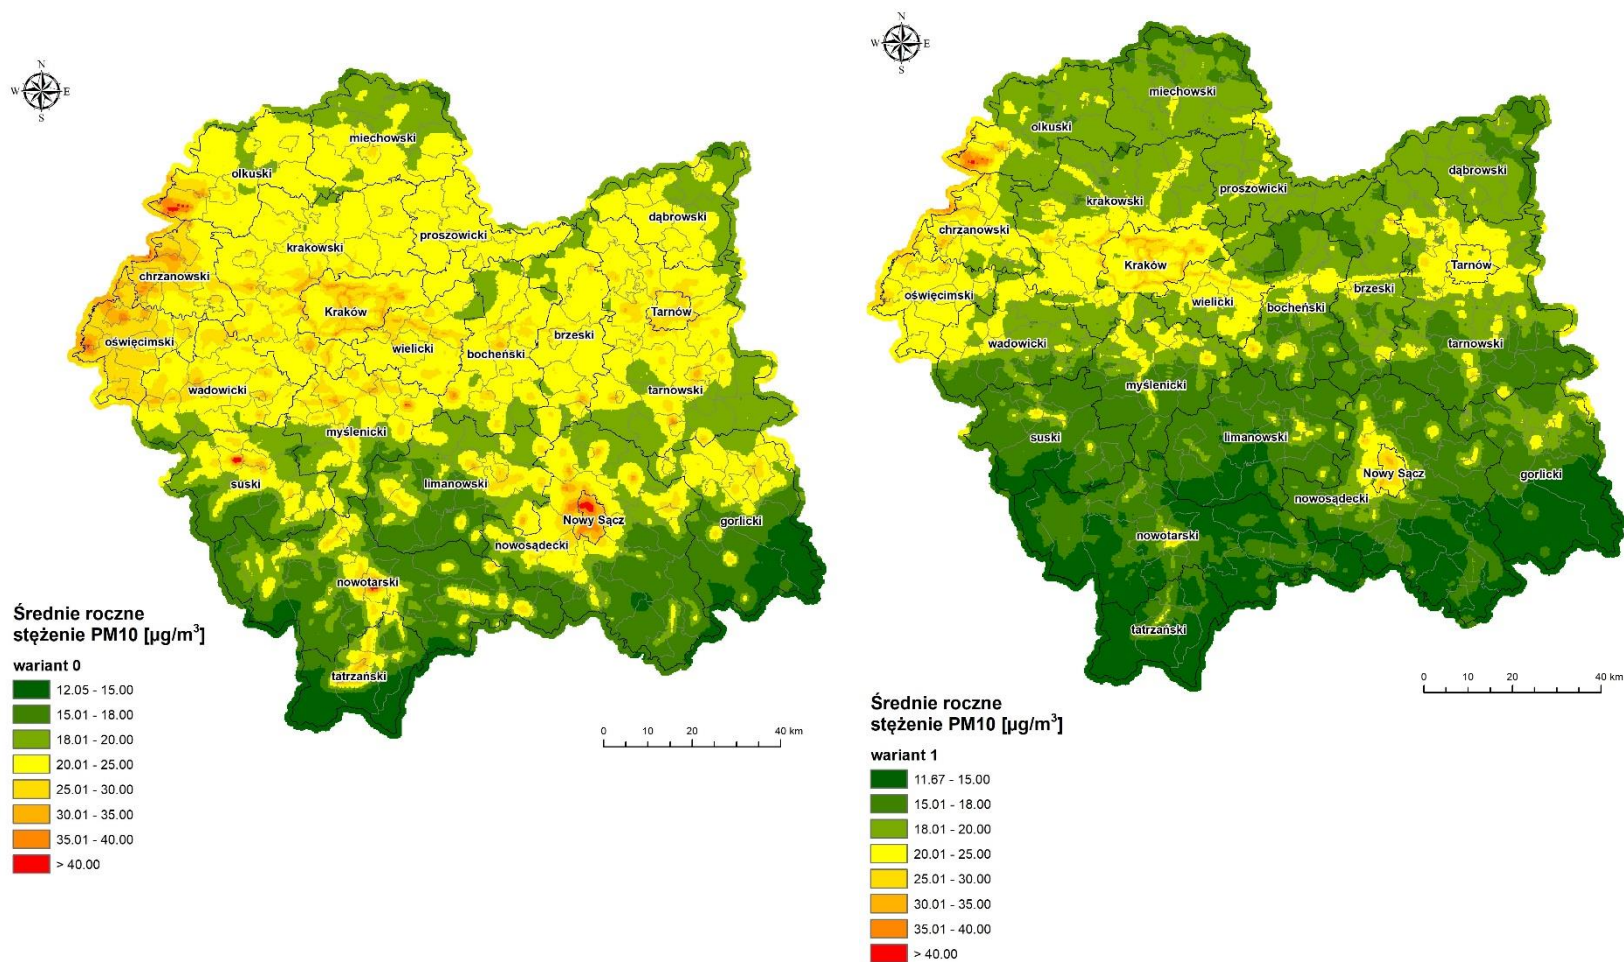 N
W E
S
miechowski
olkuski
dąbrowski
proszowicki
krakowski
chrzanowski
Kraków
Tarnów
brzeski
oświęcimski
wielicki
bocheński
wadowicki
tarnowski
myślenicki
suski
limanowski
Nowy Sącz
gorlicki
nowosądecki
nowotarski
tatrzański
Średnie roczne
stężenie PM10 [µg/m³]
wariant 0
12.05 - 15.00
15.01 - 18.00
18.01 - 20.00
20.01 - 25.00
25.01 - 30.00
30.01 - 35.00
35.01 - 40.00
> 40.00
0 10 20 40 km
N
W E
S
miechowski
olkuski
dąbrowski
proszowicki
krakowski
chrzanowski
Kraków
Tarnów
brzeski
oświęcimski
wielicki
bocheński
wadowicki
tarnowski
myślenicki
suski
limanowski
Nowy Sącz
gorlicki
nowosądecki
nowotarski
tatrzański
0 10 20 40 km
Średnie roczne
stężenie PM10 [µg/m³]
wariant 1
11.67 - 15.00
15.01 - 18.00
18.01 - 20.00
20.01 - 25.00
25.01 - 30.00
30.01 - 35.00
35.01 - 40.00
> 40.00